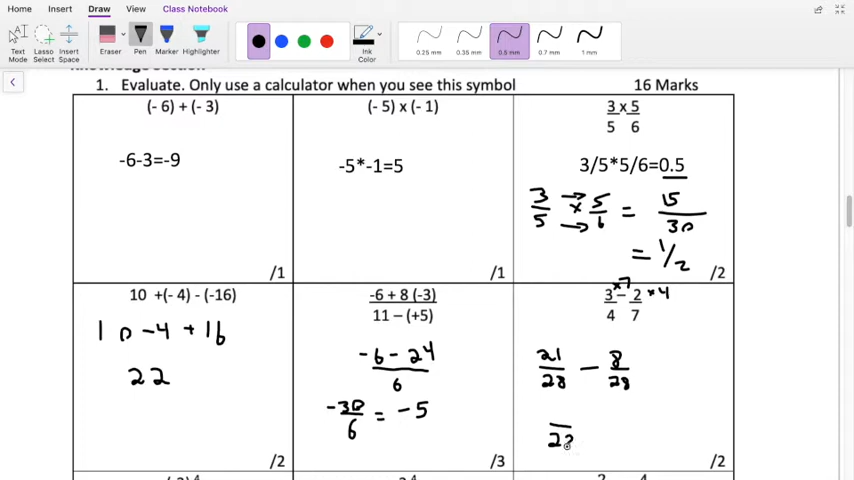 Home Insert Draw View Class Notebook
Text Mode
Lasso Select
Insert Space
Eraser
Pen
Marker
Highlighter
Ink Color
0.25 mm
0.35 mm
0.5 mm
0.7 mm
1 mm
1. Evaluate. Only use a calculator when you see this symbol 16 Marks
(- 6) + (- 3)
-6-3=-9
/1
(- 5) x (- 1)
-5*-1=5
/1
3 x 5
5 6
3/5*5/6=0.5
3 → 5 15
— × — = —
5 → 6 30
= 1/2
/2
10 +(- 4) - (-16)
10 -4 +16
22
/2
-6 + 8 (-3)
11 – (+5)
-6 - 24
6
-30 = -5
6
/3
×7
3 – 2 ×4
4 7
21 - 8
28 28
28
/2